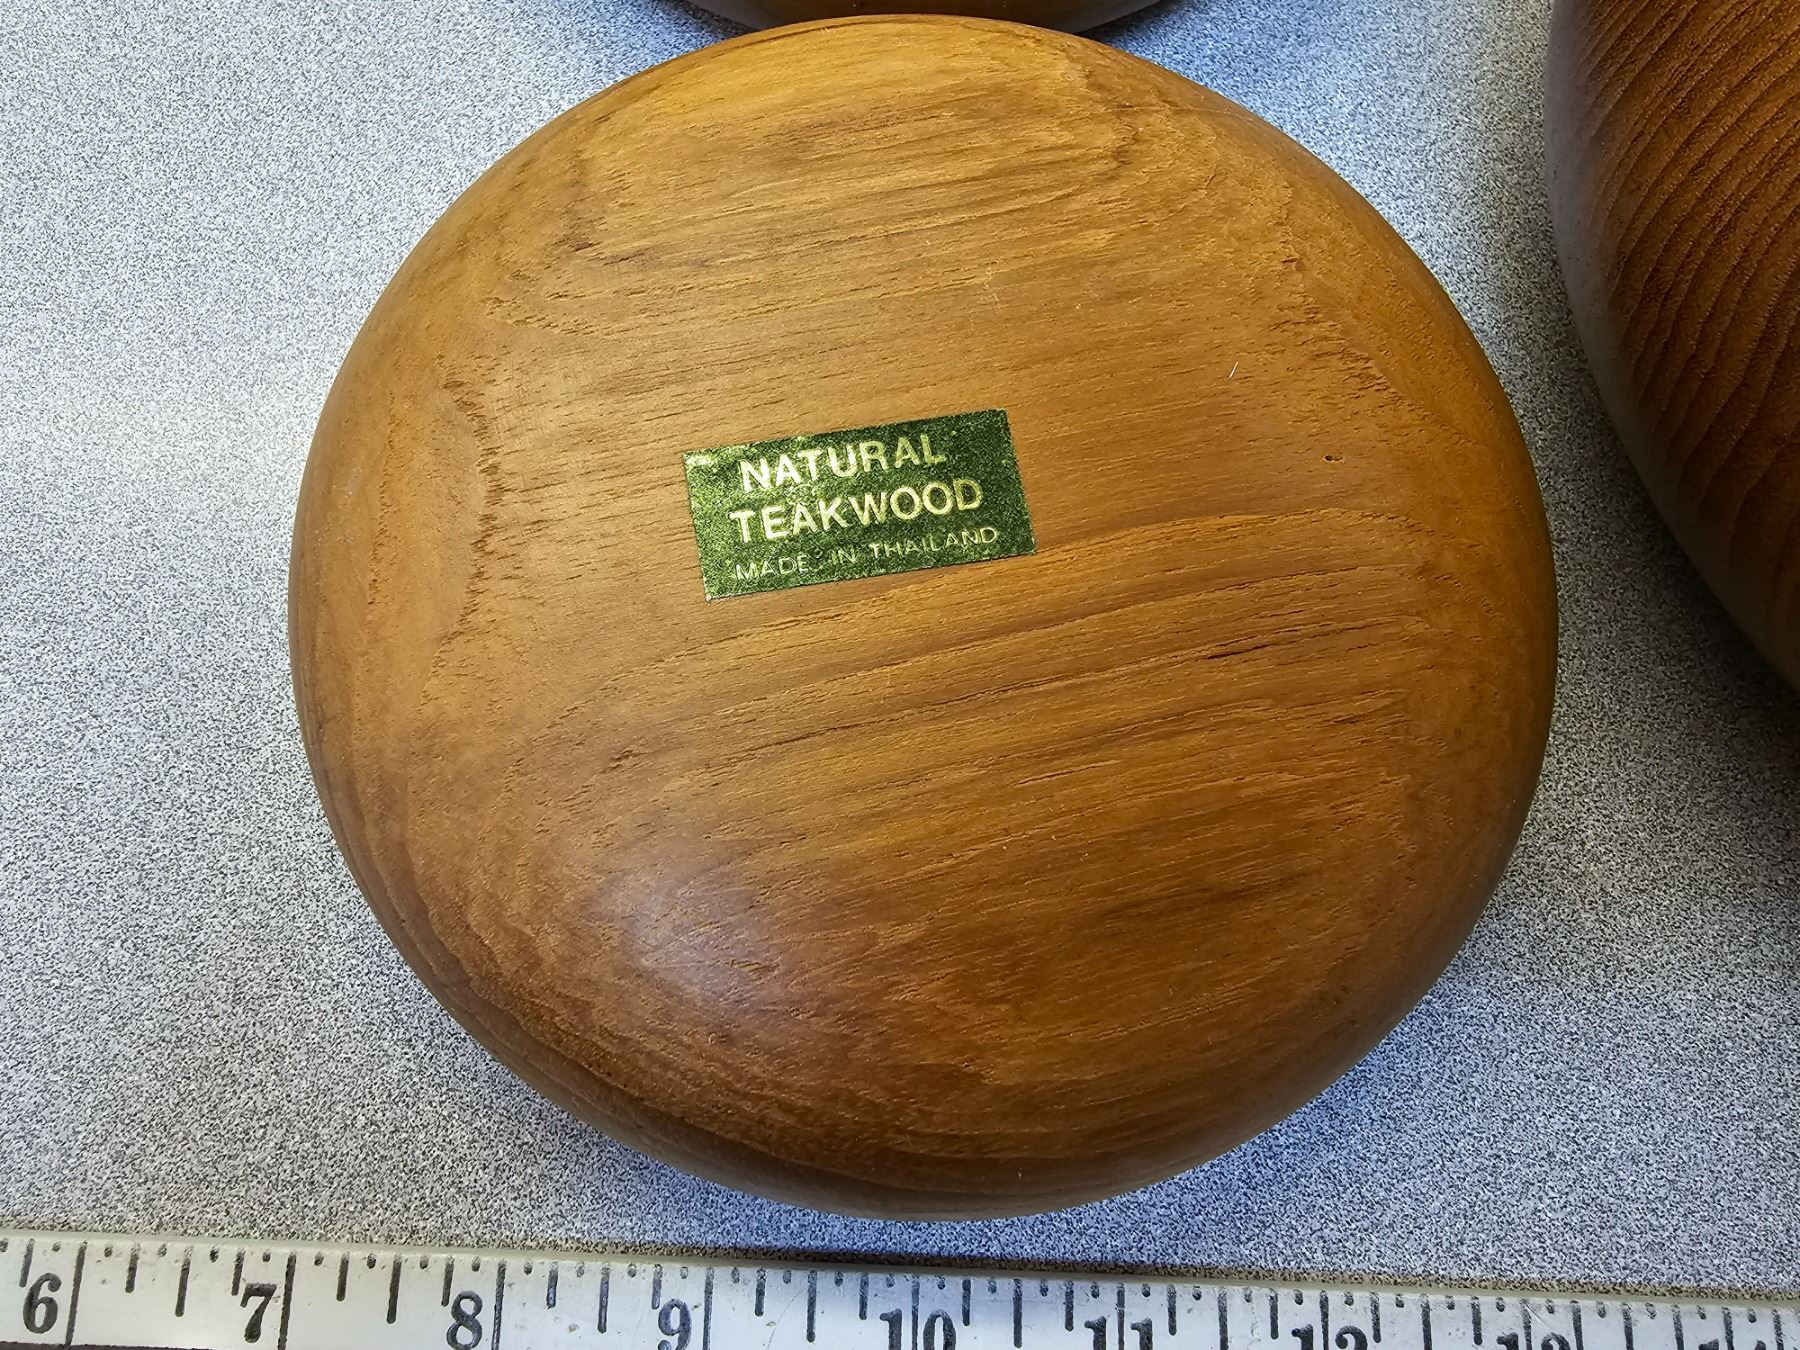 NATURAL
TEAKWOOD
MADE IN THAILAND
6 7 8 9 10 11 12 13